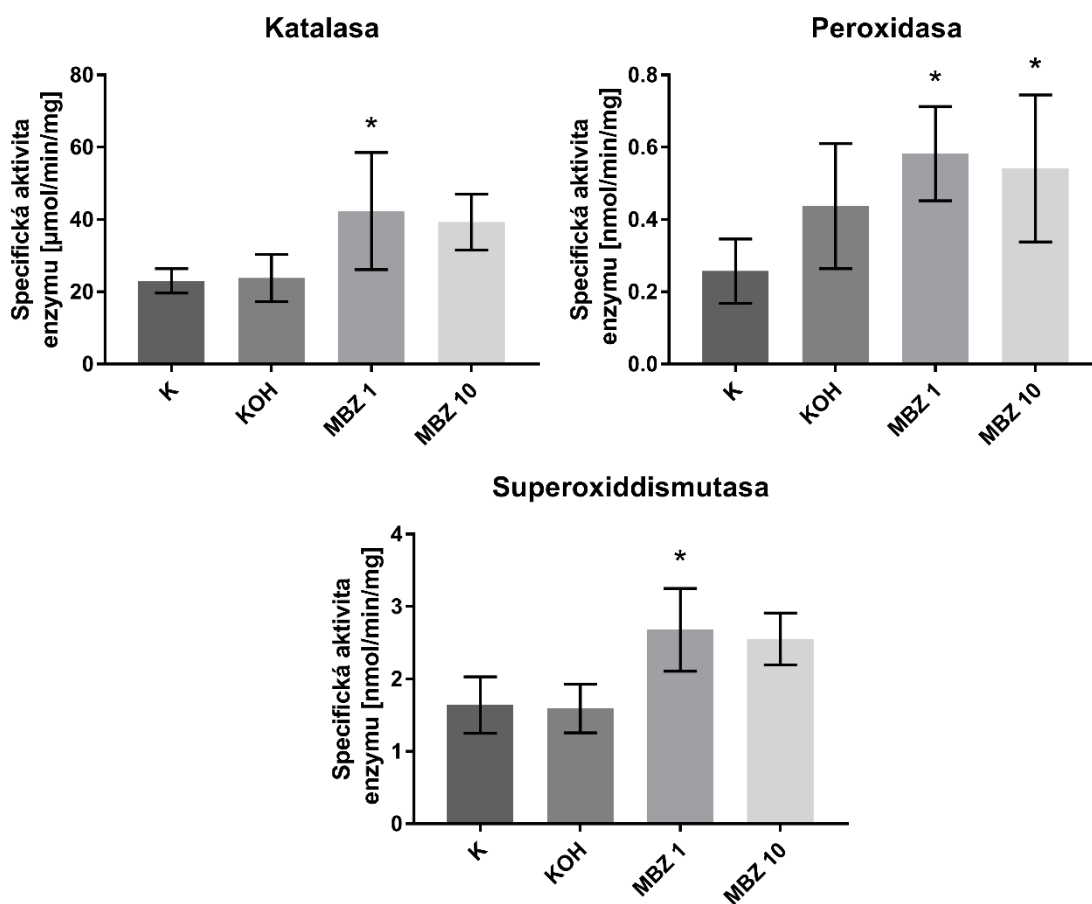 Katalasa
Specifická aktivita
enzymu [µmol/min/mg]
80
60
40
20
0
*
K
KOH
MBZ 1
MBZ 10
Peroxidasa
Specifická aktivita
enzymu [nmol/min/mg]
0.8
0.6
0.4
0.2
0.0
*
*
K
KOH
MBZ 1
MBZ 10
Superoxiddismutasa
Specifická aktivita
enzymu [nmol/min/mg]
4
3
2
1
0
*
K
KOH
MBZ 1
MBZ 10